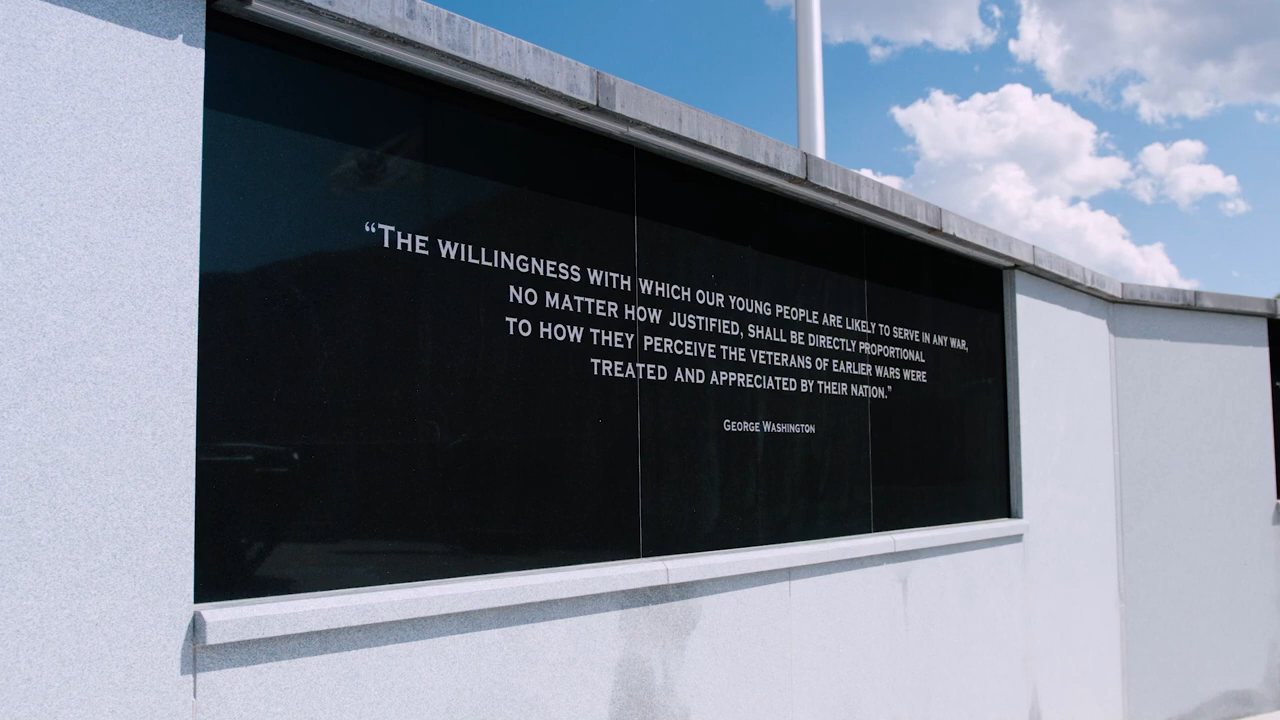 “THE WILLINGNESS WITH WHICH OUR YOUNG PEOPLE ARE LIKELY TO SERVE IN ANY WAR,
NO MATTER HOW JUSTIFIED, SHALL BE DIRECTLY PROPORTIONAL
TO HOW THEY PERCEIVE THE VETERANS OF EARLIER WARS WERE
TREATED AND APPRECIATED BY THEIR NATION.”
GEORGE WASHINGTON